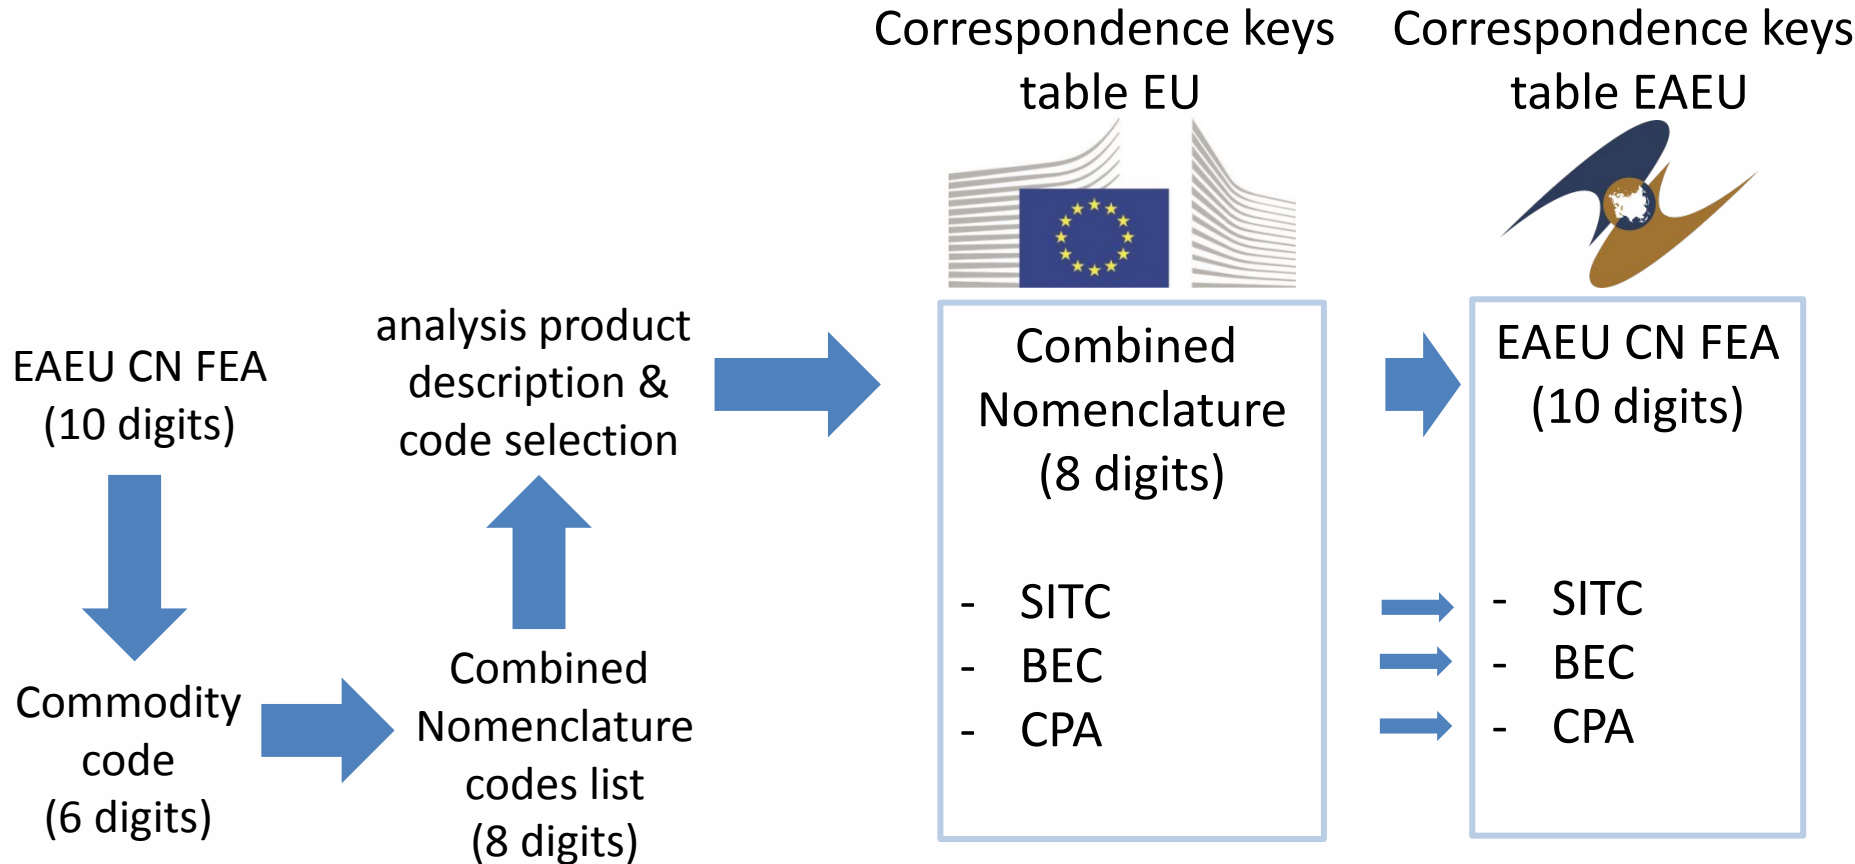 Correspondence keys
table EU
Correspondence keys
table EAEU
EAEU CN FEA
(10 digits)
Commodity
code
(6 digits)
Combined
Nomenclature
codes list
(8 digits)
analysis product
description &
code selection
Combined
Nomenclature
(8 digits)
- SITC
- BEC
- CPA
EAEU CN FEA
(10 digits)
- SITC
- BEC
- CPA